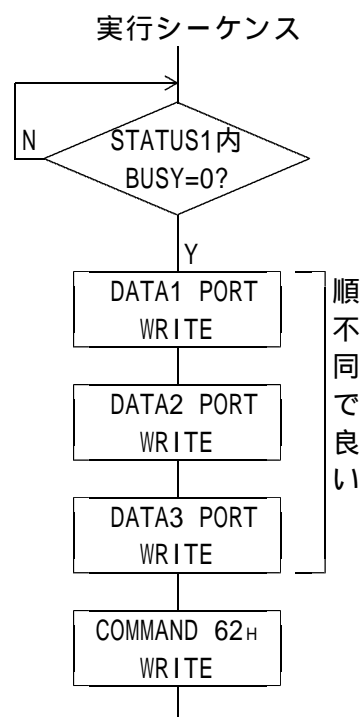 実行シーケンス
STATUS1内
BUSY=0?
N
Y
DATA1 PORT
WRITE
DATA2 PORT
WRITE
DATA3 PORT
WRITE
順不同で良い
COMMAND 62H
WRITE